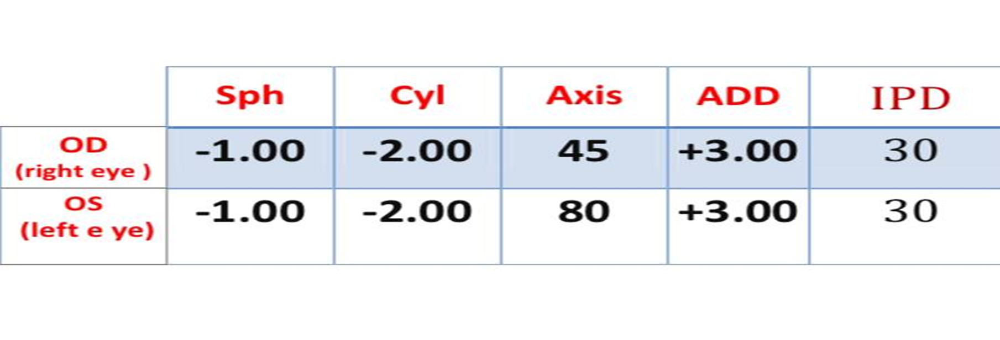 Sph Cyl Axis ADD IPD
OD -1.00 -2.00 45 +3.00 30
(right eye )
OS -1.00 -2.00 80 +3.00 30
(left e ye)